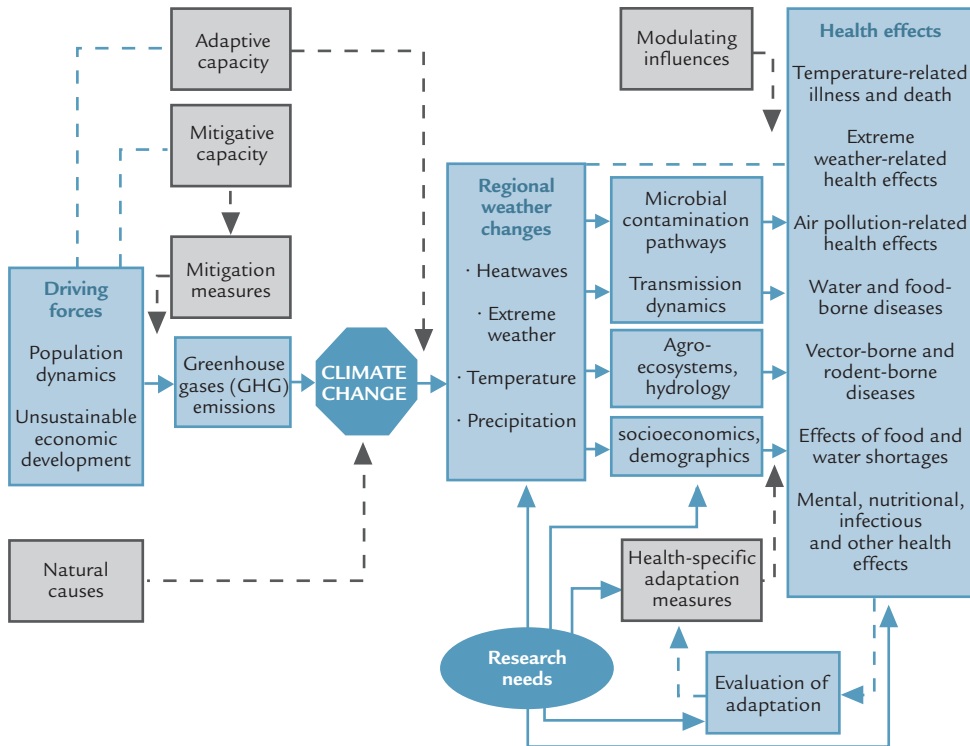 Adaptive
capacity
Mitigative
capacity
Mitigation
measures
Driving
forces
Population
dynamics
Unsustainable
economic
development
Greenhouse
gases (GHG)
emissions
CLIMATE
CHANGE
Natural
causes
Regional
weather
changes
· Heatwaves
· Extreme
weather
· Temperature
· Precipitation
Modulating
influences
Microbial
contamination
pathways
Transmission
dynamics
Agro-
ecosystems,
hydrology
socioeconomics,
demographics
Health-specific
adaptation
measures
Research
needs
Evaluation of
adaptation
Health effects
Temperature-related
illness and death
Extreme
weather-related
health effects
Air pollution-related
health effects
Water and food-
borne diseases
Vector-borne and
rodent-borne
diseases
Effects of food and
water shortages
Mental, nutritional,
infectious
and other health
effects